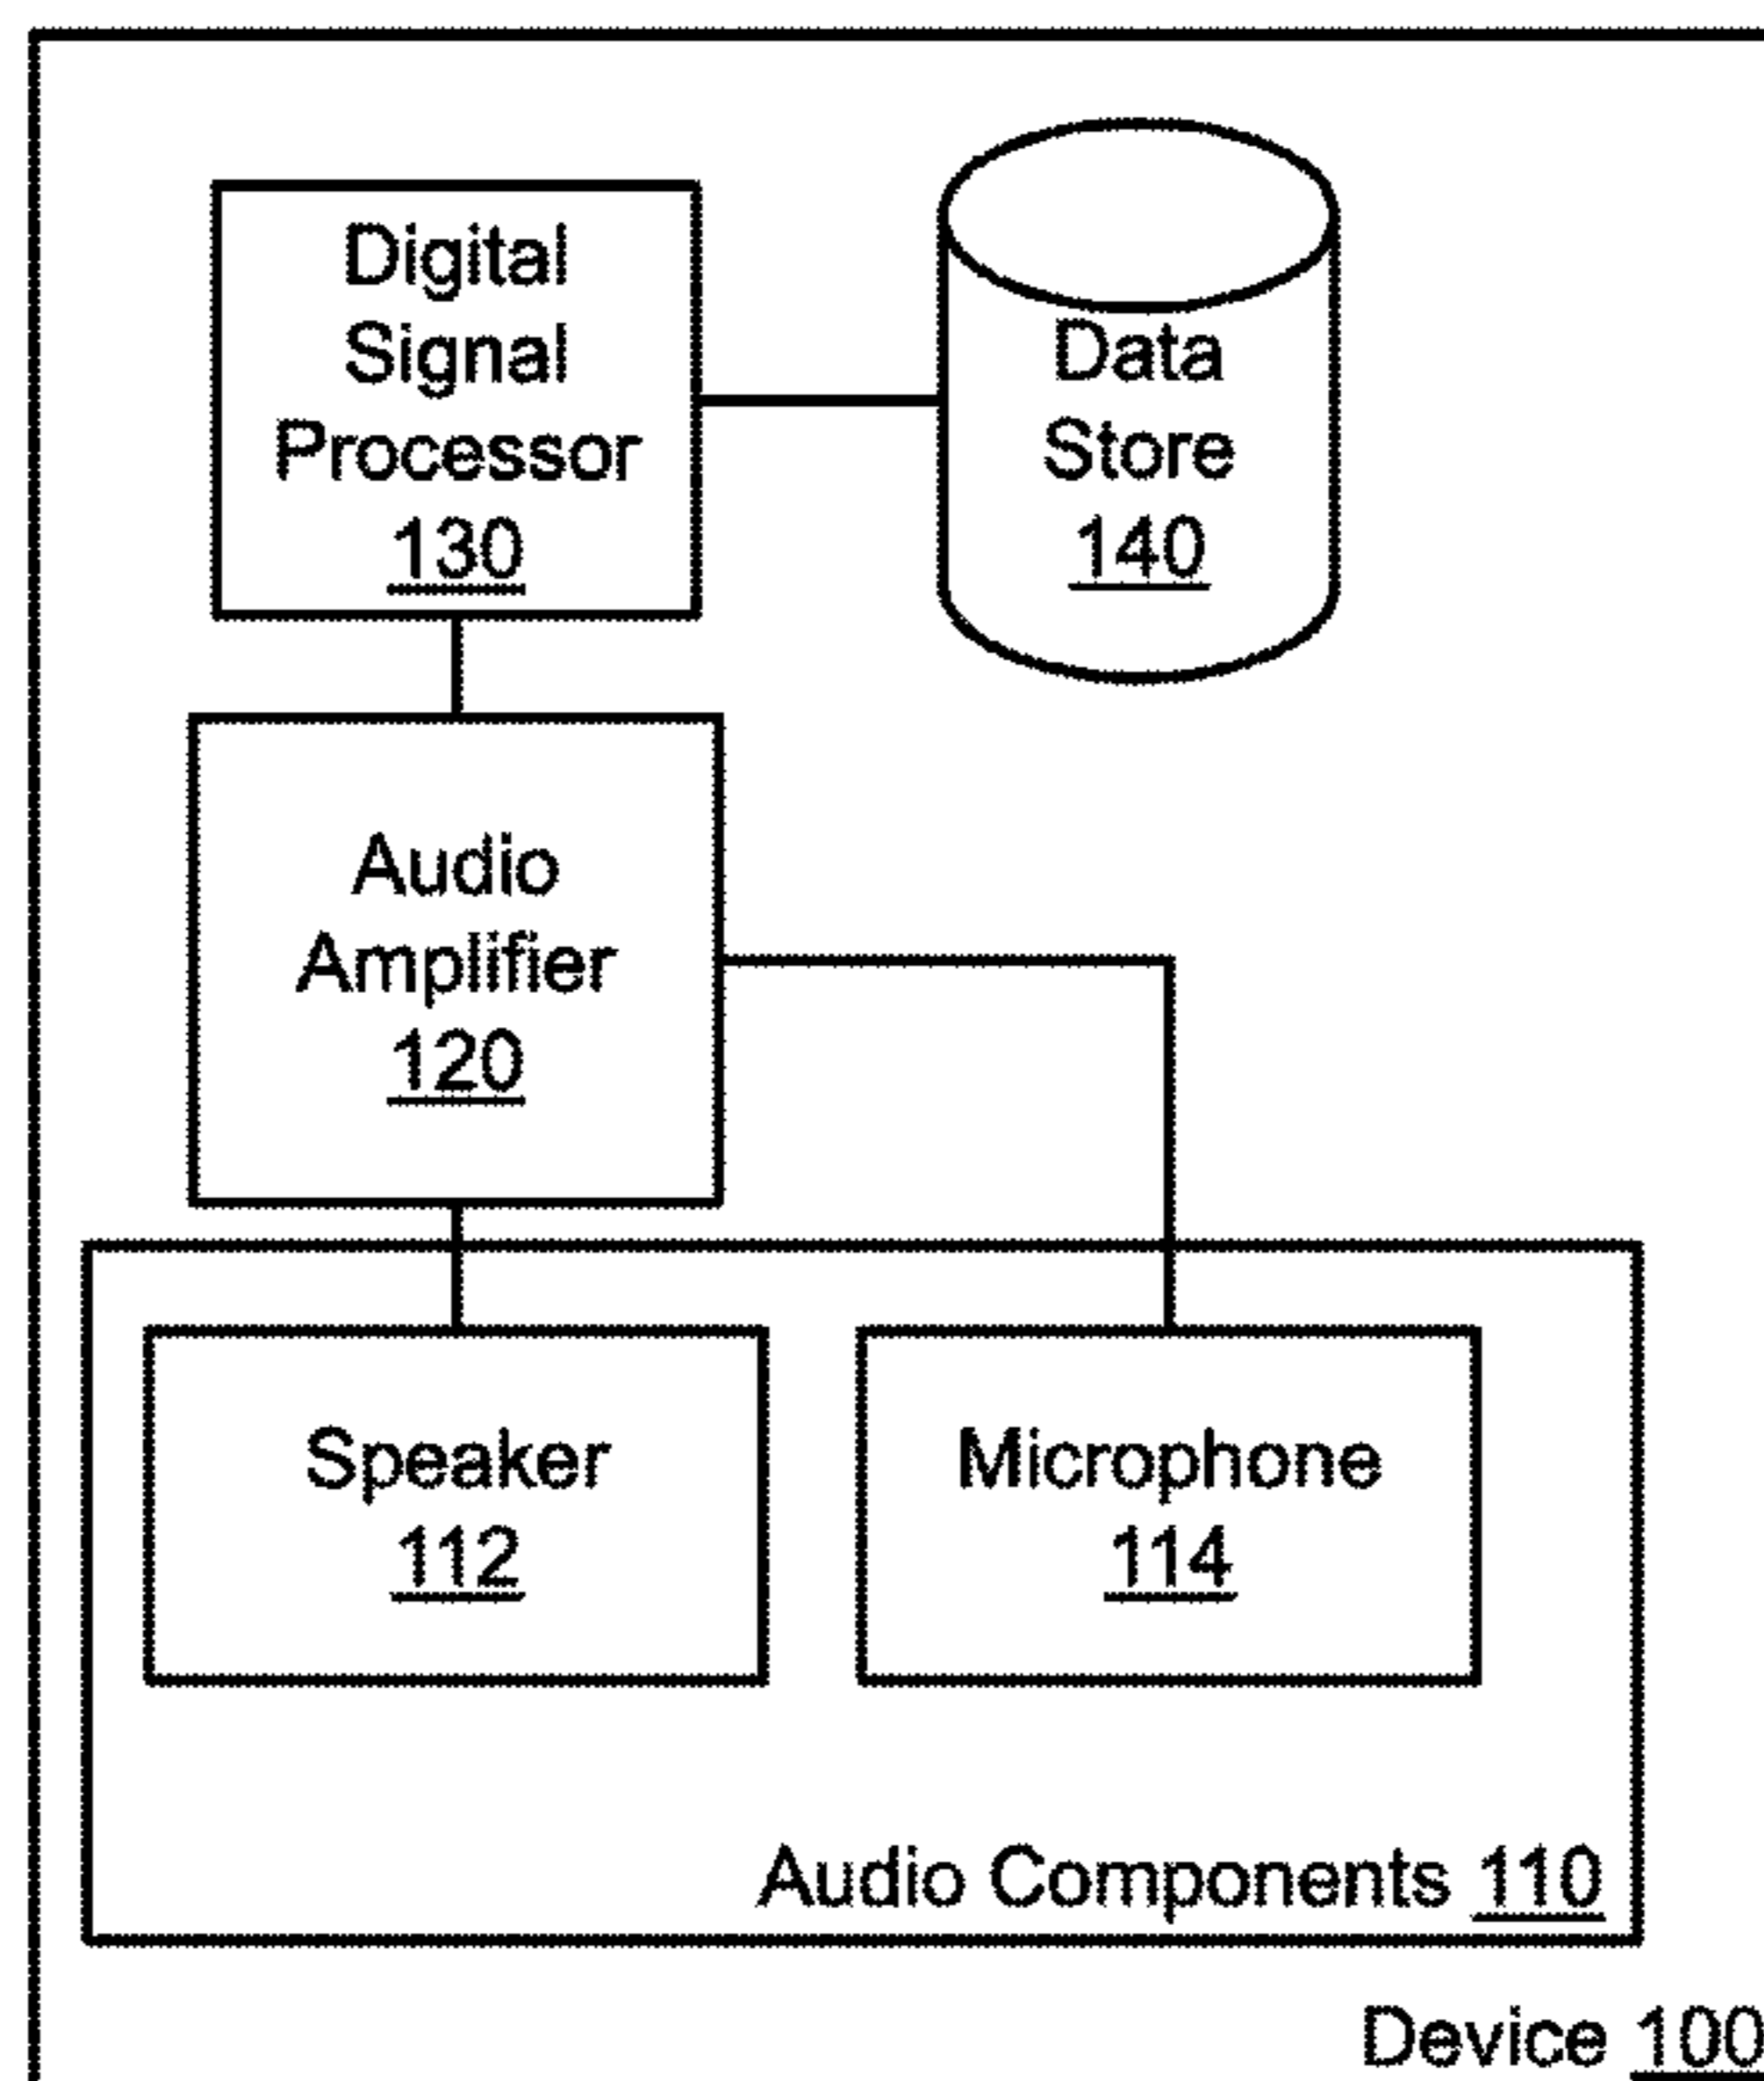 Digital
Signal
Processor
130
Data
Store
140
Audio
Amplifier
120
Speaker
112
Microphone
114
Audio Components 110
Device 100